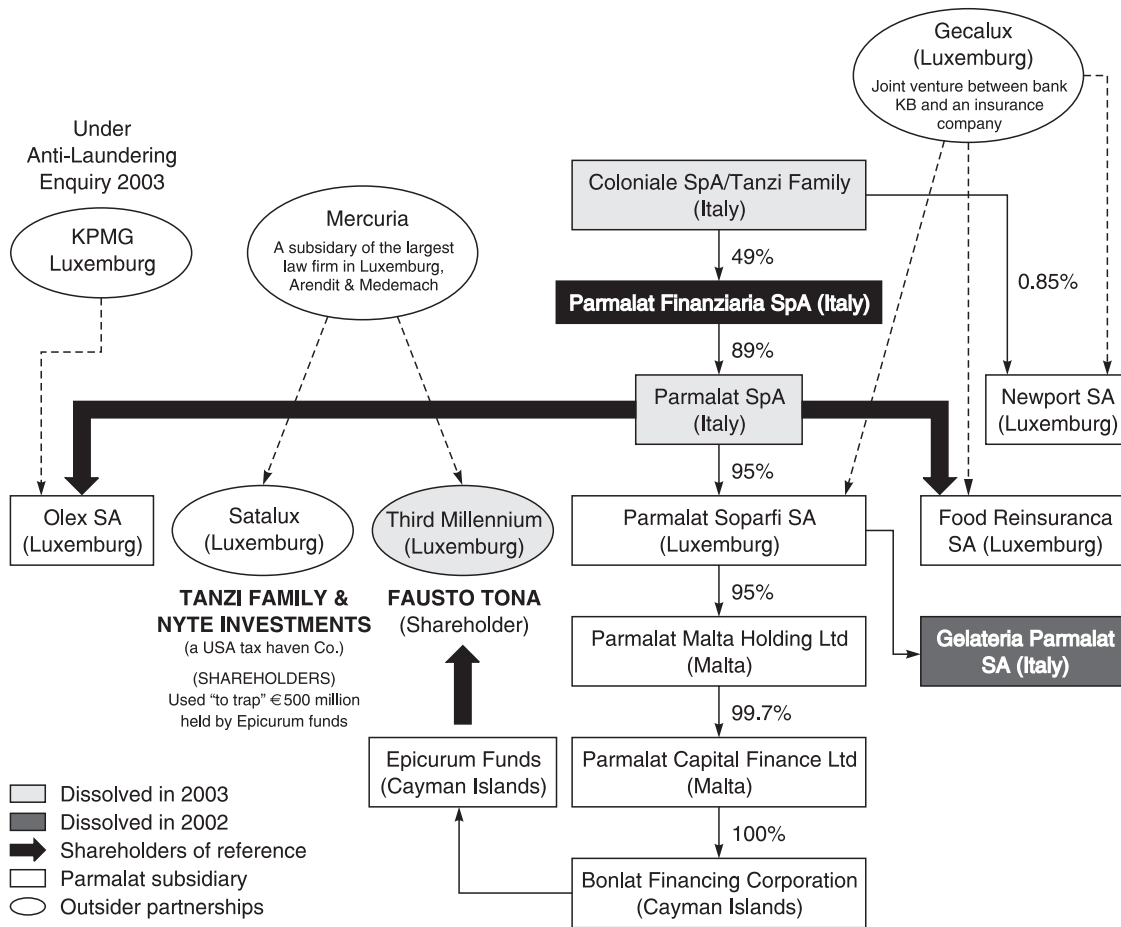 Gecalux
(Luxemburg)
Joint venture between bank
KB and an insurance
company
Under
Anti-Laundering
Enquiry 2003
KPMG
Luxemburg
Mercuria
A subsidary of the largest
law firm in Luxemburg,
Arendit & Medemach
Coloniale SpA/Tanzi Family
(Italy)
49%
0.85%
Parmalat Finanziaria SpA (Italy)
89%
Parmalat SpA
(Italy)
Newport SA
(Luxemburg)
95%
Olex SA
(Luxemburg)
Satalux
(Luxemburg)
Third Millennium
(Luxemburg)
Parmalat Soparfi SA
(Luxemburg)
Food Reinsuranca
SA (Luxemburg)
TANZI FAMILY &
NYTE INVESTMENTS
(a USA tax haven Co.)
(SHAREHOLDERS)
Used "to trap" €500 million
held by Epicurum funds
FAUSTO TONA
(Shareholder)
95%
Parmalat Malta Holding Ltd
(Malta)
Gelateria Parmalat
SA (Italy)
99.7%
Epicurum Funds
(Cayman Islands)
Parmalat Capital Finance Ltd
(Malta)
100%
Bonlat Financing Corporation
(Cayman Islands)
Dissolved in 2003
Dissolved in 2002
Shareholders of reference
Parmalat subsidiary
Outsider partnerships